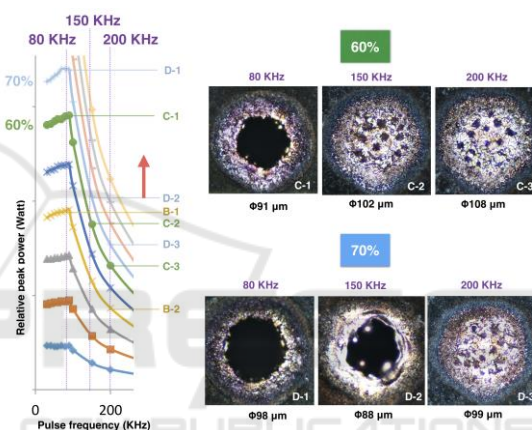 150 KHz
80 KHz
200 KHz
70%
60%
D-1
C-1
D-2
B-1
C-2
D-3
C-3
B-2
Relative peak power (Watt)
0
200
Pulse frequency (KHz)
60%
80 KHz
150 KHz
200 KHz
C-1
C-2
C-3
Φ91 μm
Φ102 μm
Φ108 μm
70%
80 KHz
150 KHz
200 KHz
D-1
D-2
D-3
Φ98 μm
Φ88 μm
Φ99 μm